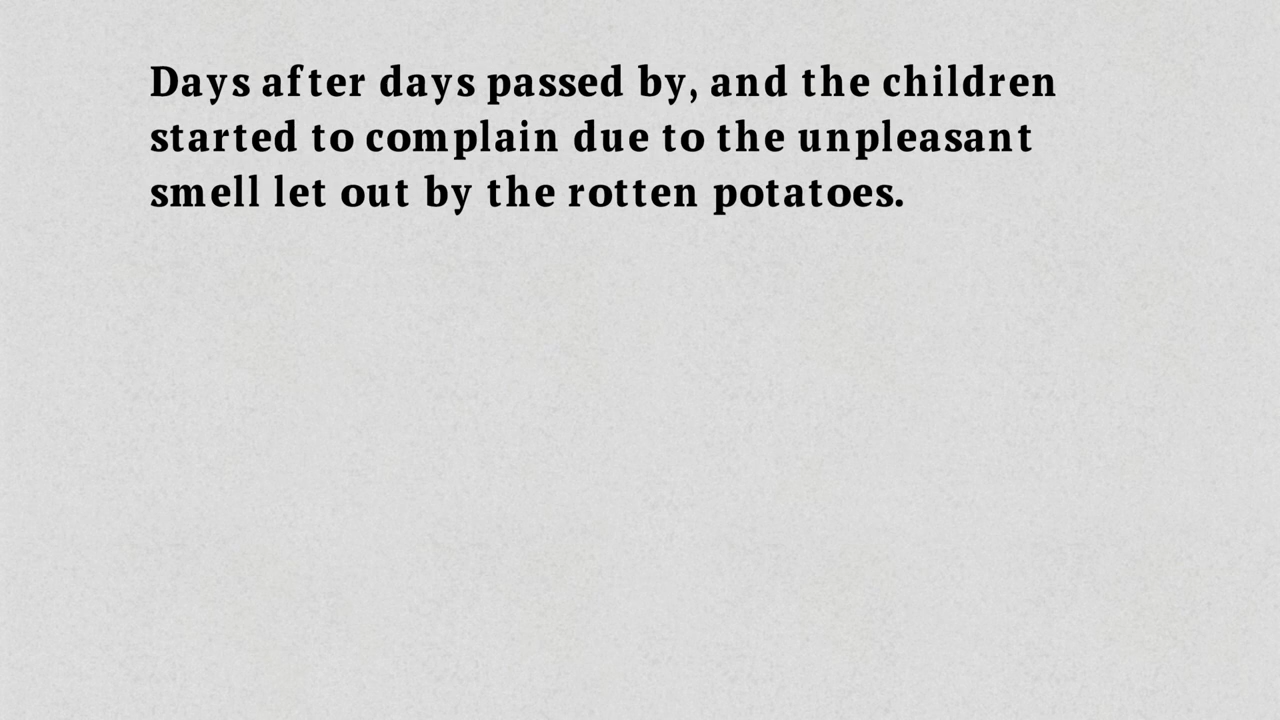 Days after days passed by, and the children
started to complain due to the unpleasant
smell let out by the rotten potatoes.